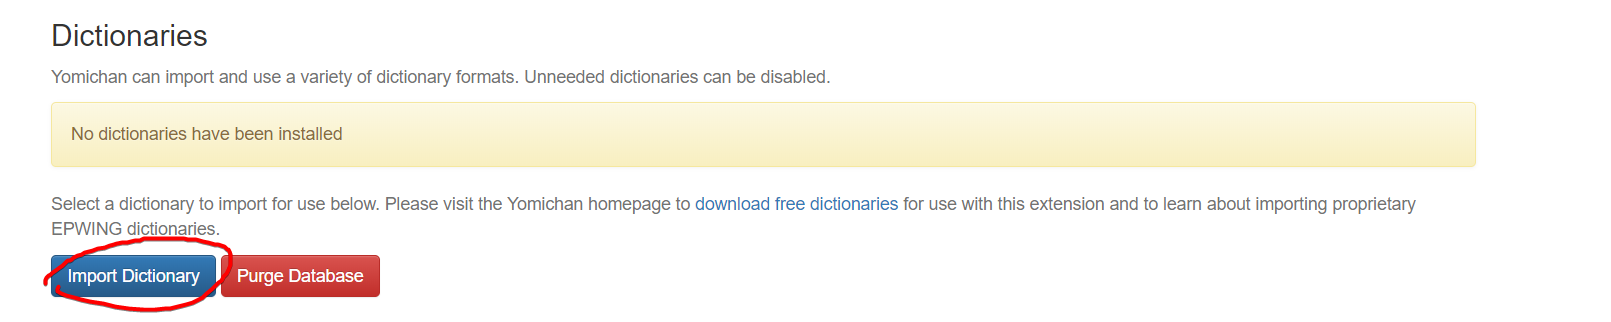 Dictionaries
Yomichan can import and use a variety of dictionary formats. Unneeded dictionaries can be disabled.
No dictionaries have been installed
Select a dictionary to import for use below. Please visit the Yomichan homepage to download free dictionaries for use with this extension and to learn about importing proprietary
EPWING dictionaries.
Import Dictionary Purge Database